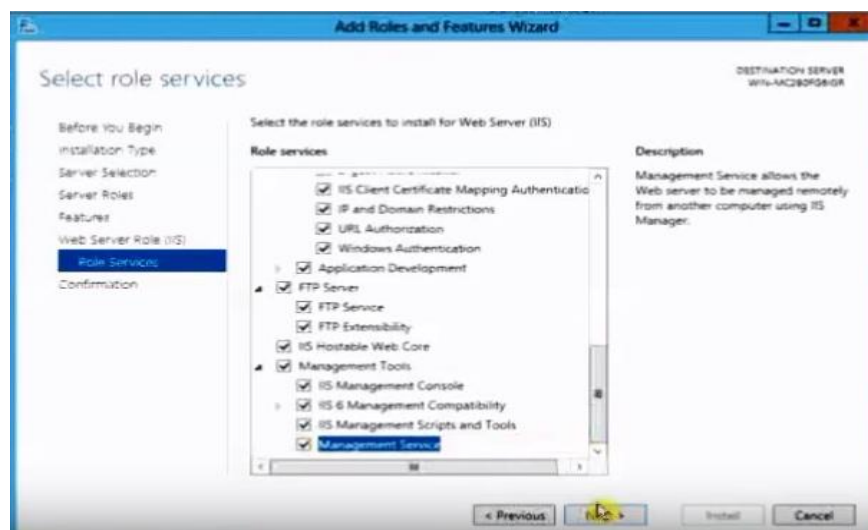 Add Roles and Features Wizard
Select role services
DESTINATION SERVER
Before You Begin
Installation Type
Server Selection
Server Roles
Features
Web Server Role (IIS)
Role Services
Confirmation
Select the role services to install for Web Server (IIS)
Role services
IIS Client Certificate Mapping Authenticatio
IP and Domain Restrictions
URL Authorization
Windows Authentication
Application Development
FTP Server
FTP Service
FTP Extensibility
IIS Hostable Web Core
Management Tools
IIS Management Console
IIS 6 Management Compatibility
IIS Management Scripts and Tools
Management Service
Description
Management Service allows the
Web server to be managed remotely
from another computer using IIS
Manager.
< Previous
Next >
Install
Cancel